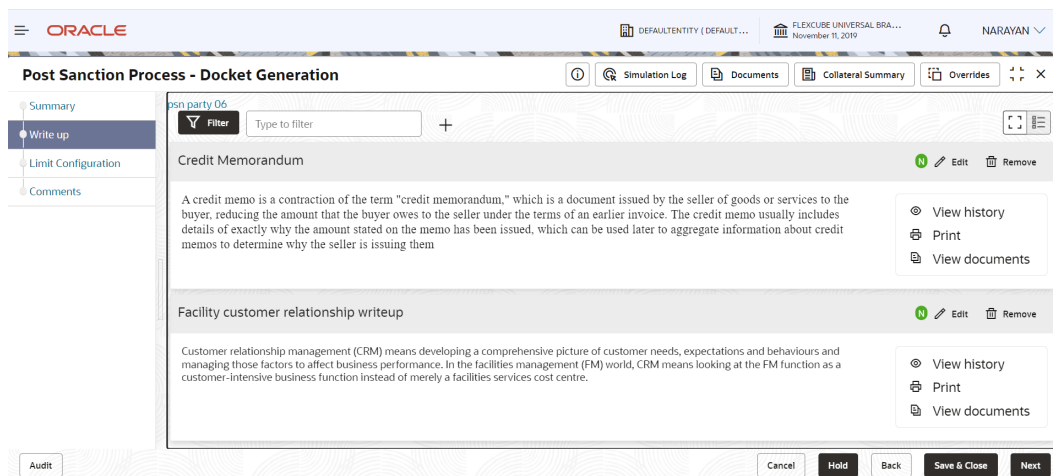 ORACLE
DEFAULTENTITY ( DEFAULT...
FLEXCUBE UNIVERSAL BRA...
November 11, 2019
NARAYAN
Post Sanction Process - Docket Generation
Simulation Log
Documents
Collateral Summary
Overrides
Summary
Write up
Limit Configuration
Comments
psn party 06
Filter
Type to filter
Credit Memorandum
N
Edit
Remove
A credit memo is a contraction of the term "credit memorandum," which is a document issued by the seller of goods or services to the
buyer, reducing the amount that the buyer owes to the seller under the terms of an earlier invoice. The credit memo usually includes
details of exactly why the amount stated on the memo has been issued, which can be used later to aggregate information about credit
memos to determine why the seller is issuing them
View history
Print
View documents
Facility customer relationship writeup
N
Edit
Remove
Customer relationship management (CRM) means developing a comprehensive picture of customer needs, expectations and behaviours and
managing those factors to affect business performance. In the facilities management (FM) world, CRM means looking at the FM function as a
customer-intensive business function instead of merely a facilities services cost centre.
View history
Print
View documents
Audit
Cancel
Hold
Back
Save & Close
Next